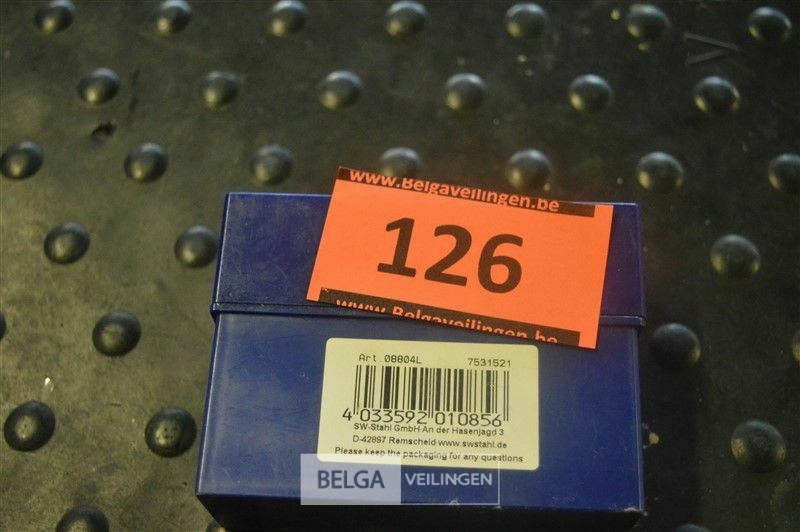 www.Belgaveilingen.be
126
www.Belgaveilingen.be
Art.08804L 7531521
4 033592 010856
SW-Stahl GmbH·An der Hasenjagd 3
D-42897 Remscheid·www.swstahl.de
Please keep the packaging for any questions
BELGA VEILINGEN